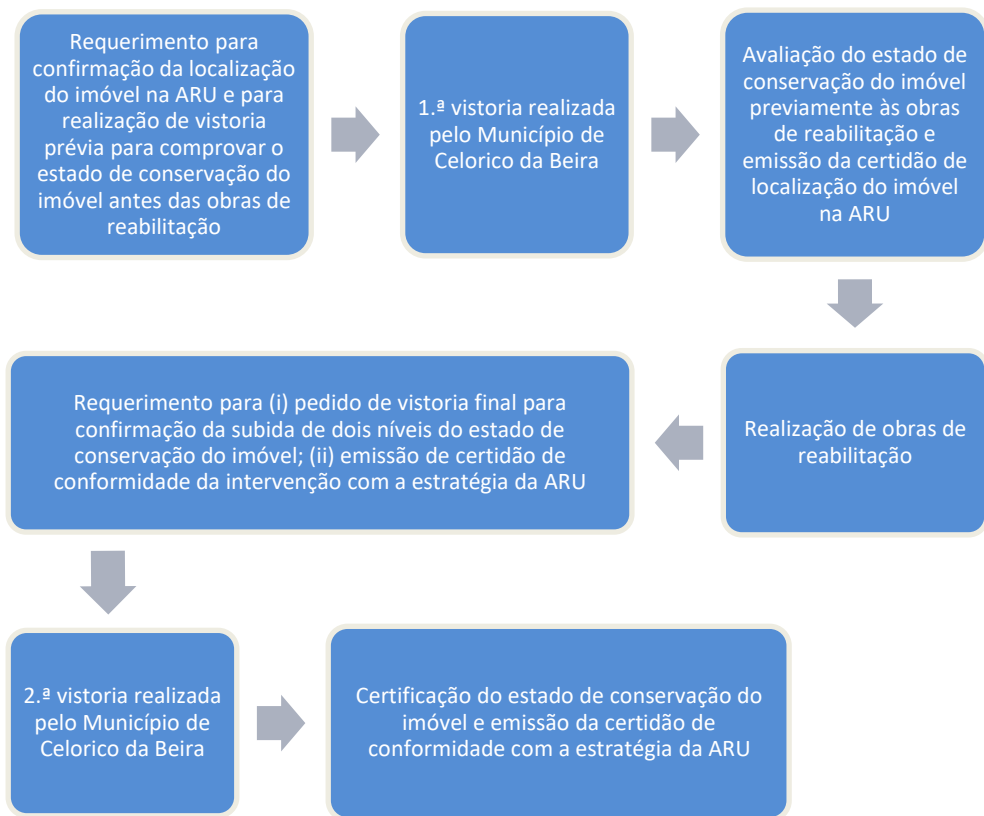 Requerimento para
confirmação da localização
do imóvel na ARU e para
realização de vistoria
prévia para comprovar o
estado de conservação do
imóvel antes das obras de
reabilitação
1.ª vistoria realizada
pelo Município de
Celorico da Beira
Avaliação do estado de
conservação do imóvel
previamente às obras
de reabilitação e
emissão da certidão de
localização do imóvel
na ARU
Realização de obras de
reabilitação
Requerimento para (i) pedido de vistoria final para
confirmação da subida de dois níveis do estado de
conservação do imóvel; (ii) emissão de certidão de
conformidade da intervenção com a estratégia da ARU
2.ª vistoria realizada
pelo Município de
Celorico da Beira
Certificação do estado de conservação do
imóvel e emissão da certidão de
conformidade com a estratégia da ARU